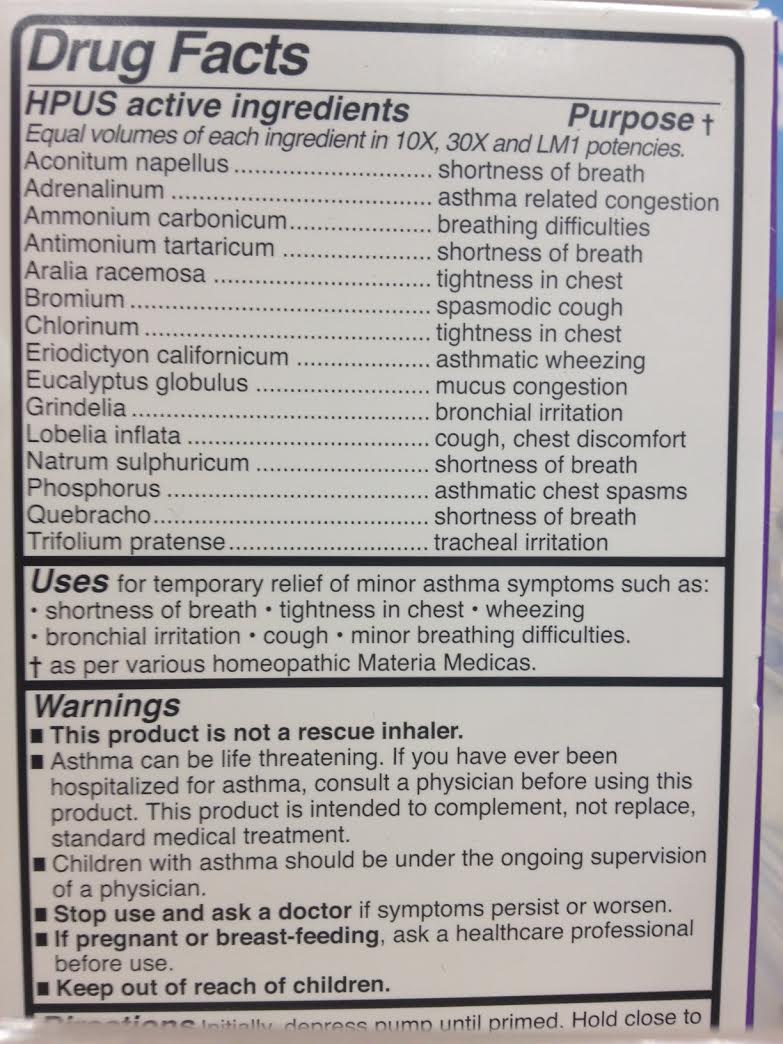 Drug Facts
HPUS active ingredients Purpose †
Equal volumes of each ingredient in 10X, 30X and LM1 potencies.
Aconitum napellus ............................ shortness of breath
Adrenalinum ..................................... asthma related congestion
Ammonium carbonicum.................... breathing difficulties
Antimonium tartaricum ..................... shortness of breath
Aralia racemosa ............................... tightness in chest
Bromium ........................................... spasmodic cough
Chlorinum ......................................... tightness in chest
Eriodictyon californicum ................... asthmatic wheezing
Eucalyptus globulus ......................... mucus congestion
Grindelia ........................................... bronchial irritation
Lobelia inflata ................................... cough, chest discomfort
Natrum sulphuricum ......................... shortness of breath
Phosphorus ...................................... asthmatic chest spasms
Quebracho........................................ shortness of breath
Trifolium pratense............................. tracheal irritation
Uses for temporary relief of minor asthma symptoms such as:
• shortness of breath • tightness in chest • wheezing
• bronchial irritation • cough • minor breathing difficulties.
† as per various homeopathic Materia Medicas.
Warnings
■ This product is not a rescue inhaler.
■ Asthma can be life threatening. If you have ever been
hospitalized for asthma, consult a physician before using this
product. This product is intended to complement, not replace,
standard medical treatment.
■ Children with asthma should be under the ongoing supervision
of a physician.
■ Stop use and ask a doctor if symptoms persist or worsen.
■ If pregnant or breast-feeding, ask a healthcare professional
before use.
■ Keep out of reach of children.
Directions Initially, depress pump until primed. Hold close to